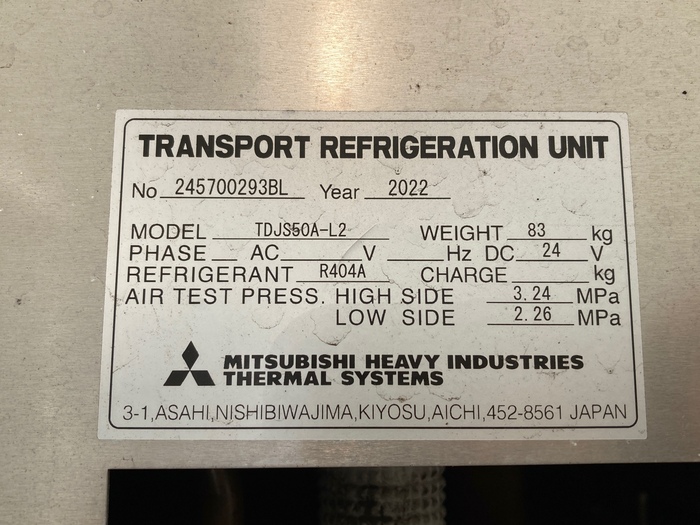 TRANSPORT REFRIGERATION UNIT
No 245700293BL Year 2022
MODEL TDJS50A-L2 WEIGHT 83 kg
PHASE AC V Hz DC 24 V
REFRIGERANT R404A CHARGE kg
AIR TEST PRESS. HIGH SIDE 3.24 MPa
LOW SIDE 2.26 MPa
MITSUBISHI HEAVY INDUSTRIES
THERMAL SYSTEMS
3-1,ASAHI,NISHIBIWAJIMA,KIYOSU,AICHI,452-8561 JAPAN